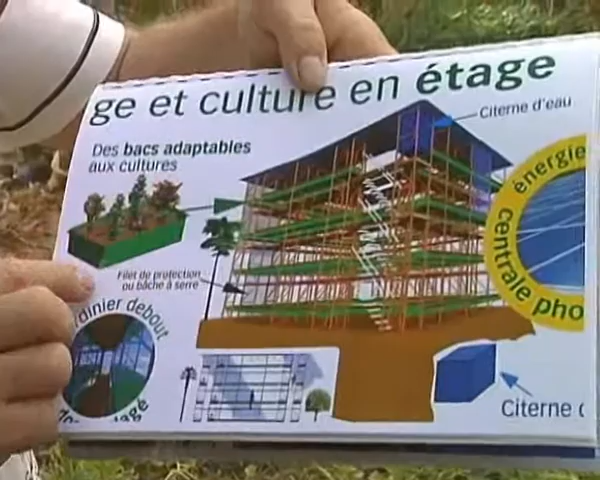 ge et culture en étage
Citerne d'eau
Des bacs adaptables
aux cultures
énergie
Centrale pho
Filet de protection
ou bâche à serre
dinier debout
Citerne